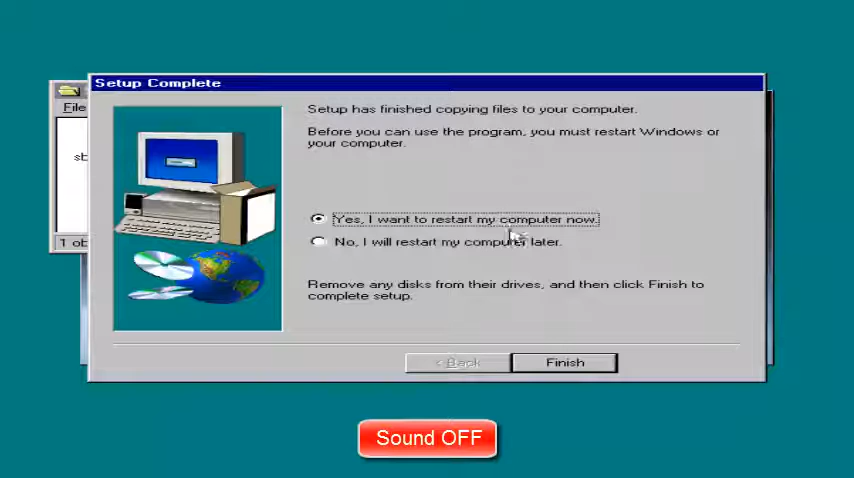 Setup Complete
File
sb
1 ob
Setup has finished copying files to your computer.
Before you can use the program, you must restart Windows or
your computer.
Yes, I want to restart my computer now.
No, I will restart my computer later.
Remove any disks from their drives, and then click Finish to
complete setup.
< Back
Finish
Sound OFF